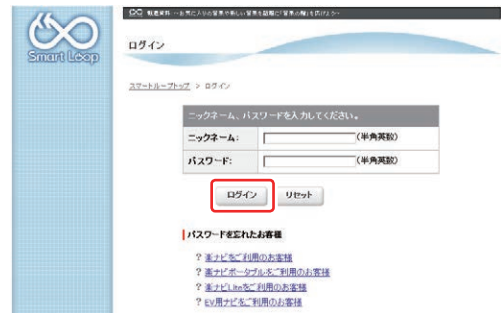 Smart Loop
ログイン
スマートループトップ > ログイン
ニックネーム、パスワードを入力してください。
ニックネーム: (半角英数)
パスワード: (半角英数)
ログイン リセット
パスワードを忘れたお客様
? 楽ナビをご利用のお客様
? 楽ナビポータブルをご利用のお客様
? 楽ナビLiteをご利用のお客様
? EV用ナビをご利用のお客様